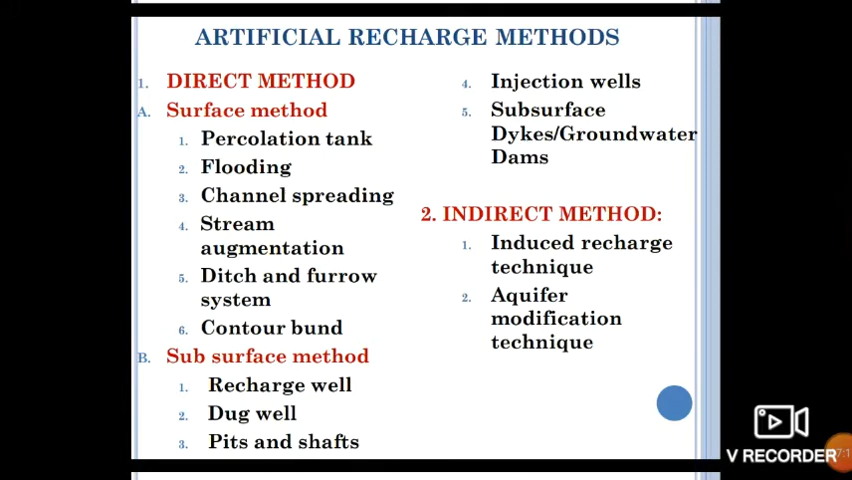 ARTIFICIAL RECHARGE METHODS
1. DIRECT METHOD
A. Surface method
1. Percolation tank
2. Flooding
3. Channel spreading
4. Stream
augmentation
5. Ditch and furrow
system
6. Contour bund
B. Sub surface method
1. Recharge well
2. Dug well
3. Pits and shafts
4. Injection wells
5. Subsurface
Dykes/Groundwater
Dams
2. INDIRECT METHOD:
1. Induced recharge
technique
2. Aquifer
modification
technique
V RECORDER